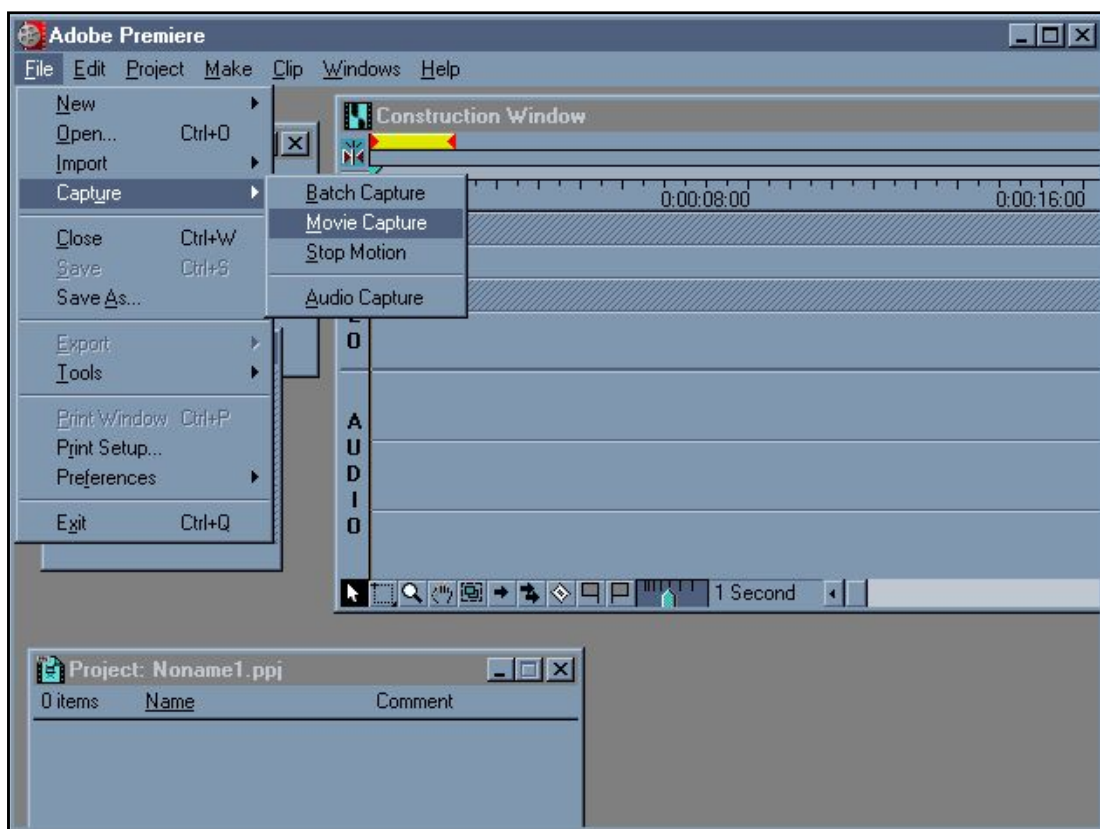 Adobe Premiere
File Edit Project Make Clip Windows Help
New
Open... Ctrl+O
Import
Capture
Close Ctrl+W
Save Ctrl+S
Save As...
Export
Tools
Print Window Ctrl+P
Print Setup...
Preferences
Exit Ctrl+Q
Batch Capture
Movie Capture
Stop Motion
Audio Capture
Construction Window
0:00:08:00 0:00:16:00
O
A
U
D
I
O
1 Second
Project: Noname1.ppj
0 items Name Comment